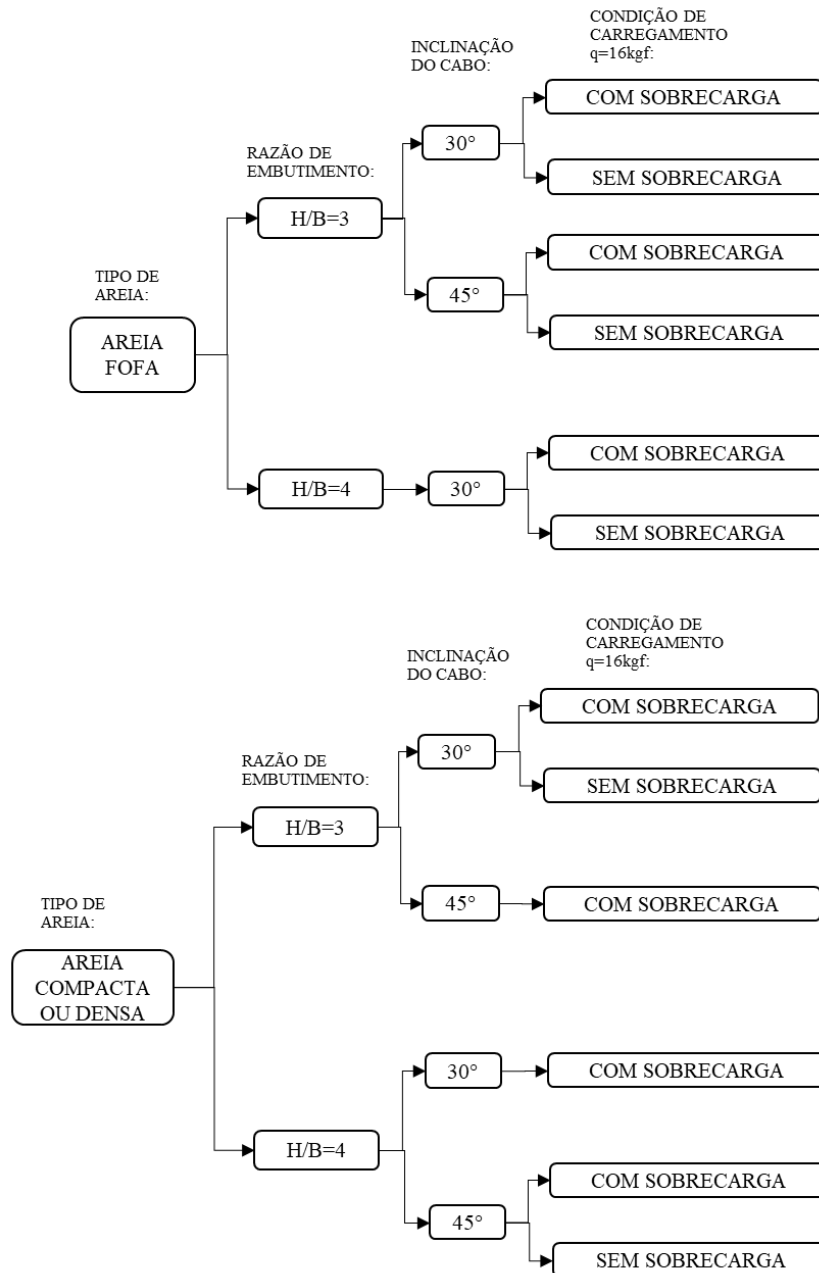 CONDIÇÃO DE
CARREGAMENTO
q=16kgf:
INCLINAÇÃO
DO CABO:
COM SOBRECARGA
30°
RAZÃO DE
EMBUTIMENTO:
SEM SOBRECARGA
H/B=3
COM SOBRECARGA
TIPO DE
AREIA:
45°
SEM SOBRECARGA
AREIA
FOFA
COM SOBRECARGA
H/B=4
30°
SEM SOBRECARGA
CONDIÇÃO DE
CARREGAMENTO
q=16kgf:
INCLINAÇÃO
DO CABO:
COM SOBRECARGA
30°
RAZÃO DE
EMBUTIMENTO:
SEM SOBRECARGA
H/B=3
TIPO DE
AREIA:
45°
COM SOBRECARGA
AREIA
COMPACTA
OU DENSA
30°
COM SOBRECARGA
H/B=4
COM SOBRECARGA
45°
SEM SOBRECARGA